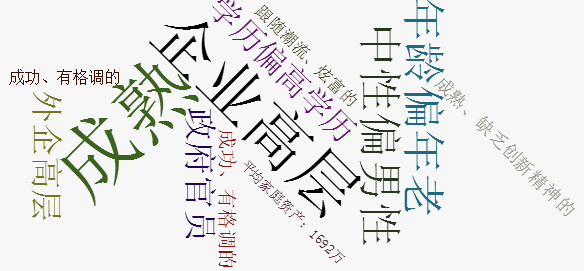 学历偏高学历
跟随潮流、炫富的
年龄偏年老
中性偏男性
企业高层
成功、有格调的
成熟
外企高层
政府官员
成功、有格调的
平均家庭资产：1692万
成熟、缺乏创新精神的